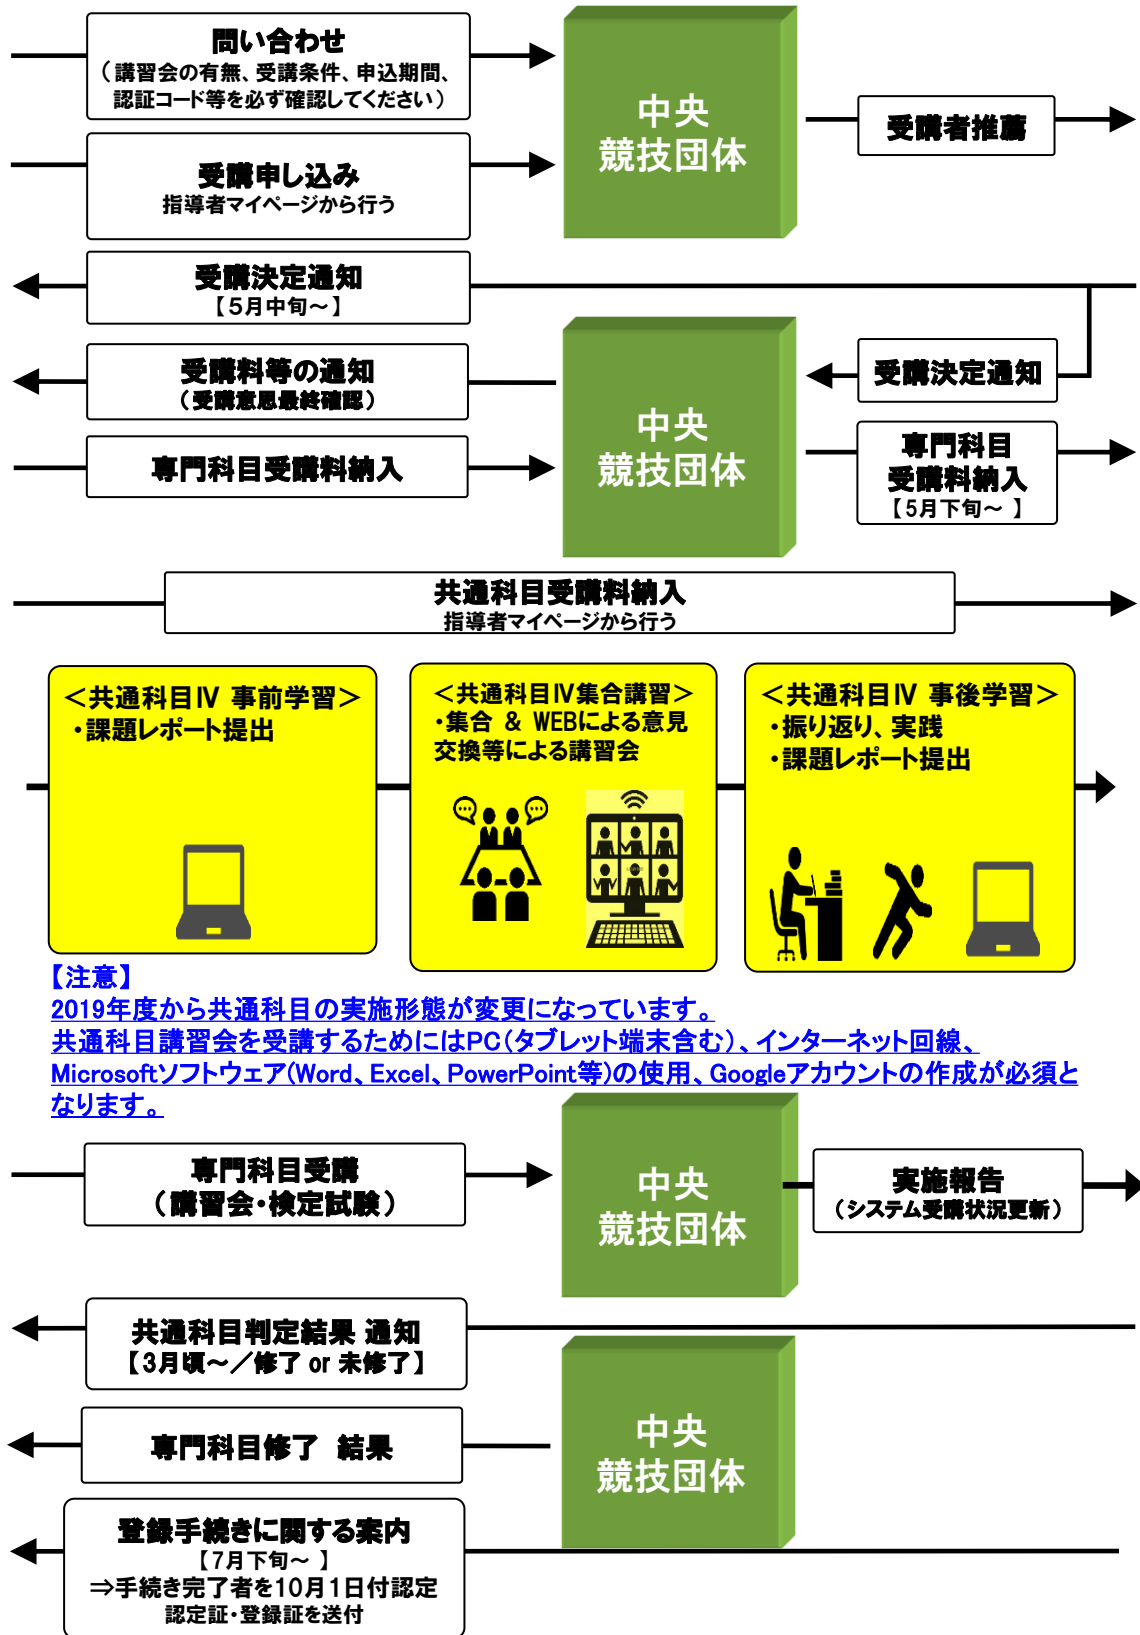 問い合わせ
（講習会の有無、受講条件、申込期間、
認証コード等を必ず確認してください）
中央
競技団体
受講者推薦
受講申し込み
指導者マイページから行う
受講決定通知
【５月中旬～】
受講料等の通知
（受講意思最終確認）
中央
競技団体
受講決定通知
専門科目受講料納入
専門科目
受講料納入
【5月下旬～ 】
共通科目受講料納入
指導者マイページから行う
＜共通科目Ⅳ 事前学習＞
・課題レポート提出
＜共通科目Ⅳ集合講習＞
・集合 & WEBによる意見
交換等による講習会
＜共通科目Ⅳ 事後学習＞
・振り返り、実践
・課題レポート提出
【注意】
2019年度から共通科目の実施形態が変更になっています。
共通科目講習会を受講するためにはPC（タブレット端末含む）、インターネット回線、
Microsoftソフトウェア(Word、Excel、PowerPoint等)の使用、Googleアカウントの作成が必須と
なります。
専門科目受講
（講習会・検定試験）
中央
競技団体
実施報告
（システム受講状況更新）
共通科目判定結果 通知
【3月頃～／修了 or 未修了】
専門科目修了 結果
中央
競技団体
登録手続きに関する案内
【7月下旬～ 】
⇒手続き完了者を10月1日付認定
認定証・登録証を送付